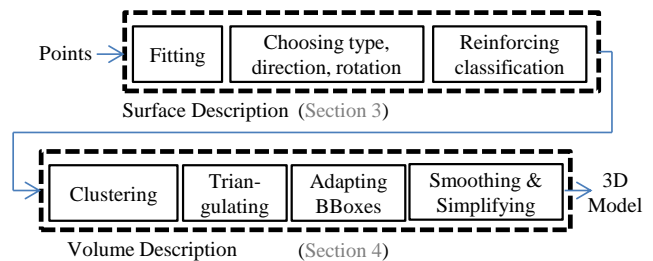 Points
Fitting
Choosing type,
direction, rotation
Reinforcing
classification
Surface Description (Section 3)
Clustering
Trian-
gulating
Adapting
BBoxes
Smoothing &
Simplifying
3D
Model
Volume Description (Section 4)